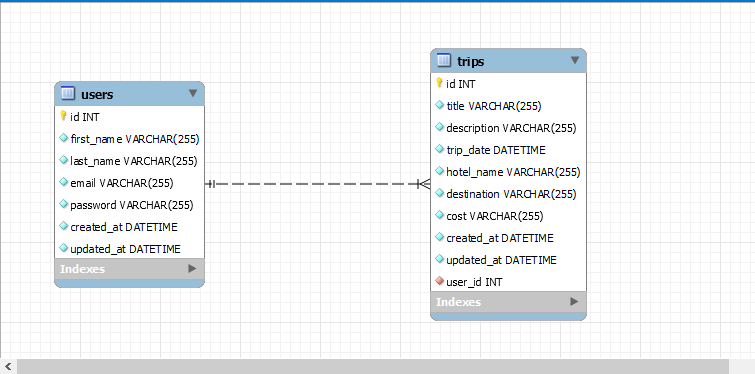 users
id INT
first_name VARCHAR(255)
last_name VARCHAR(255)
email VARCHAR(255)
password VARCHAR(255)
created_at DATETIME
updated_at DATETIME
Indexes
trips
id INT
title VARCHAR(255)
description VARCHAR(255)
trip_date DATETIME
hotel_name VARCHAR(255)
destination VARCHAR(255)
cost VARCHAR(255)
created_at DATETIME
updated_at DATETIME
user_id INT
Indexes